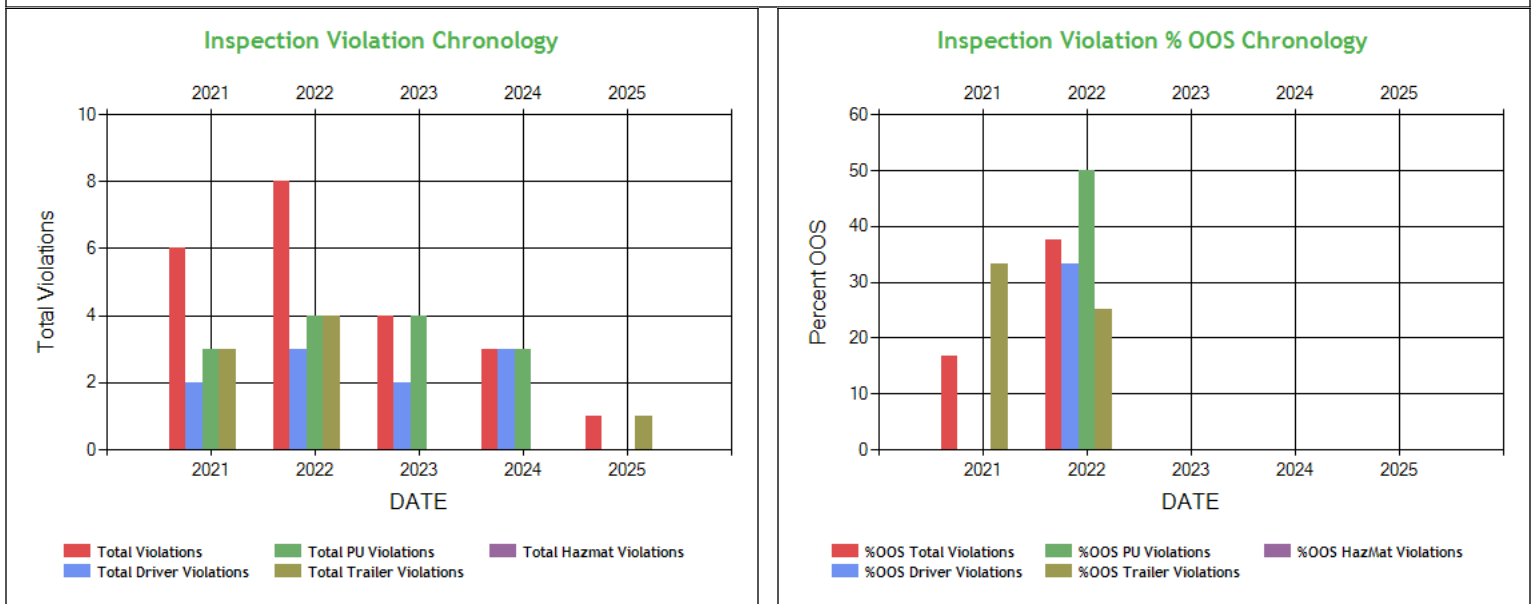 Inspection Violation Chronology
2021 2022 2023 2024 2025
10
8
6
4
2
0
Total Violations
2021 2022 2023 2024 2025
DATE
Total Violations Total PU Violations Total Hazmat Violations
Total Driver Violations Total Trailer Violations
Inspection Violation % OOS Chronology
2021 2022 2023 2024 2025
60
50
40
30
20
10
0
Percent OOS
2021 2022 2023 2024 2025
DATE
%OOS Total Violations %OOS PU Violations %OOS HazMat Violations
%OOS Driver Violations %OOS Trailer Violations